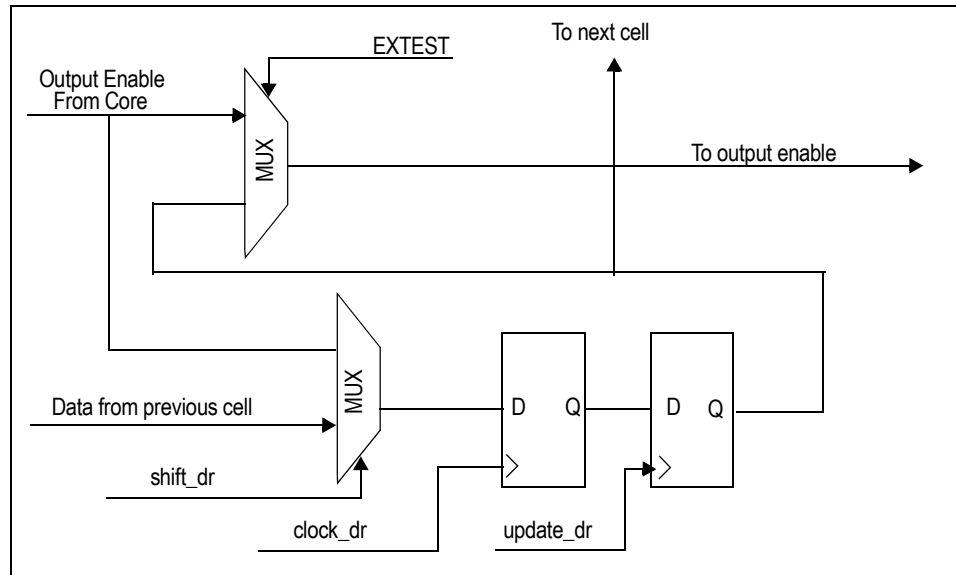 To next cell
EXTEST
Output Enable
From Core
MUX
To output enable
MUX
D Q
D Q
Data from previous cell
shift_dr
clock_dr
update_dr